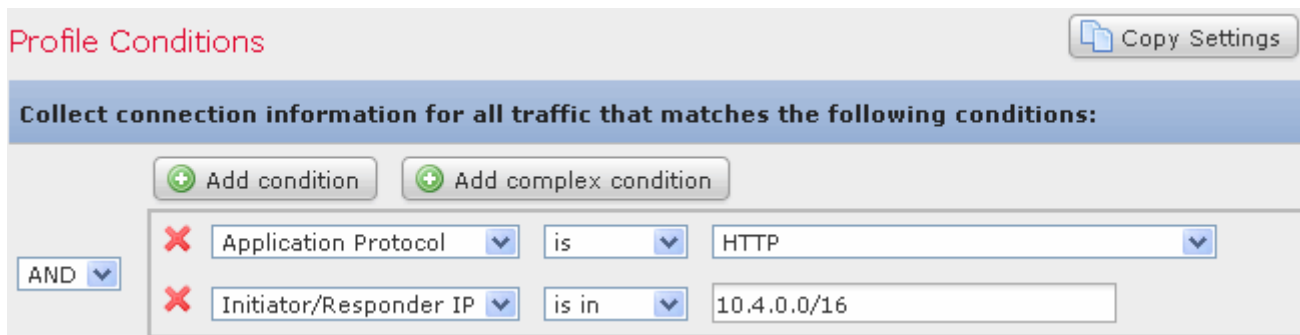 Profile Conditions
Copy Settings
Collect connection information for all traffic that matches the following conditions:
Add condition Add complex condition
Application Protocol is HTTP
AND
Initiator/Responder IP is in 10.4.0.0/16